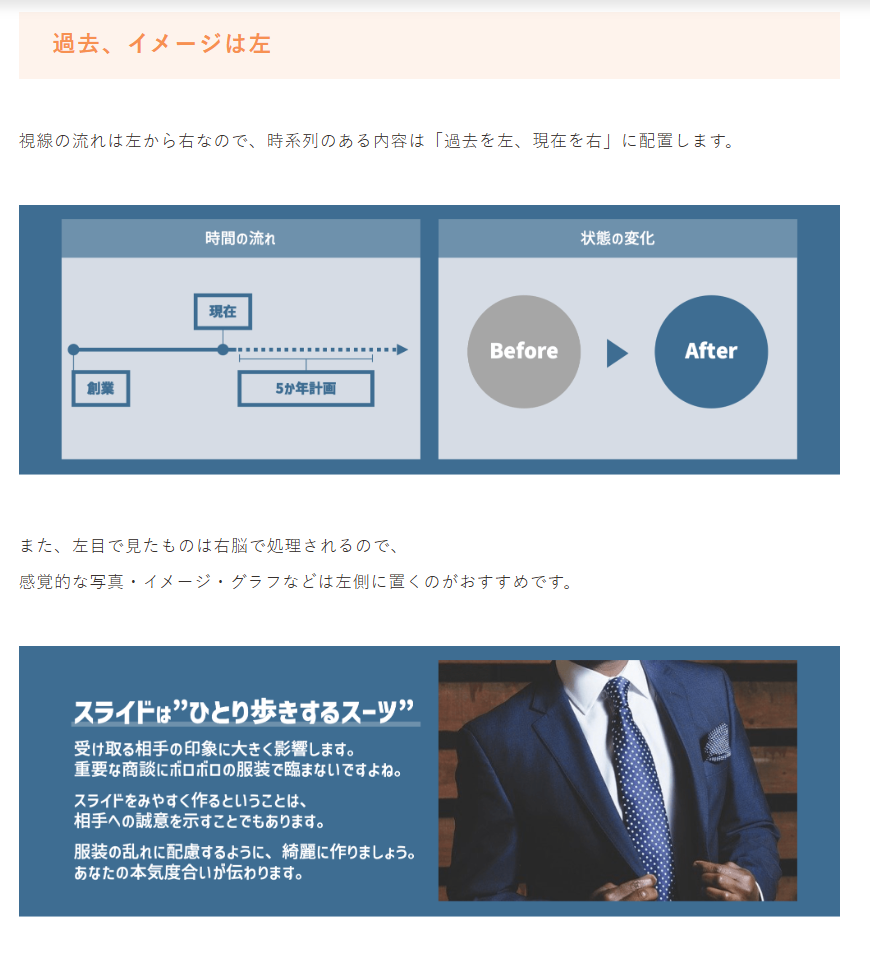 過去、イメージは左
視線の流れは左から右なので、時系列のある内容は「過去を左、現在を右」に配置します。
時間の流れ
現在
創業
5か年計画
状態の変化
Before
After
また、左目で見たものは右脳で処理されるので、
感覚的な写真・イメージ・グラフなどは左側に置くのがおすすめです。
スライドは”ひとり歩きするスーツ”
受け取る相手の印象に大きく影響します。
重要な商談にボロボロの服装で臨まないですよね。
スライドをみやすく作るということは、
相手への誠意を示すことでもあります。
服装の乱れに配慮するように、綺麗に作りましょう。
あなたの本気度合いが伝わります。